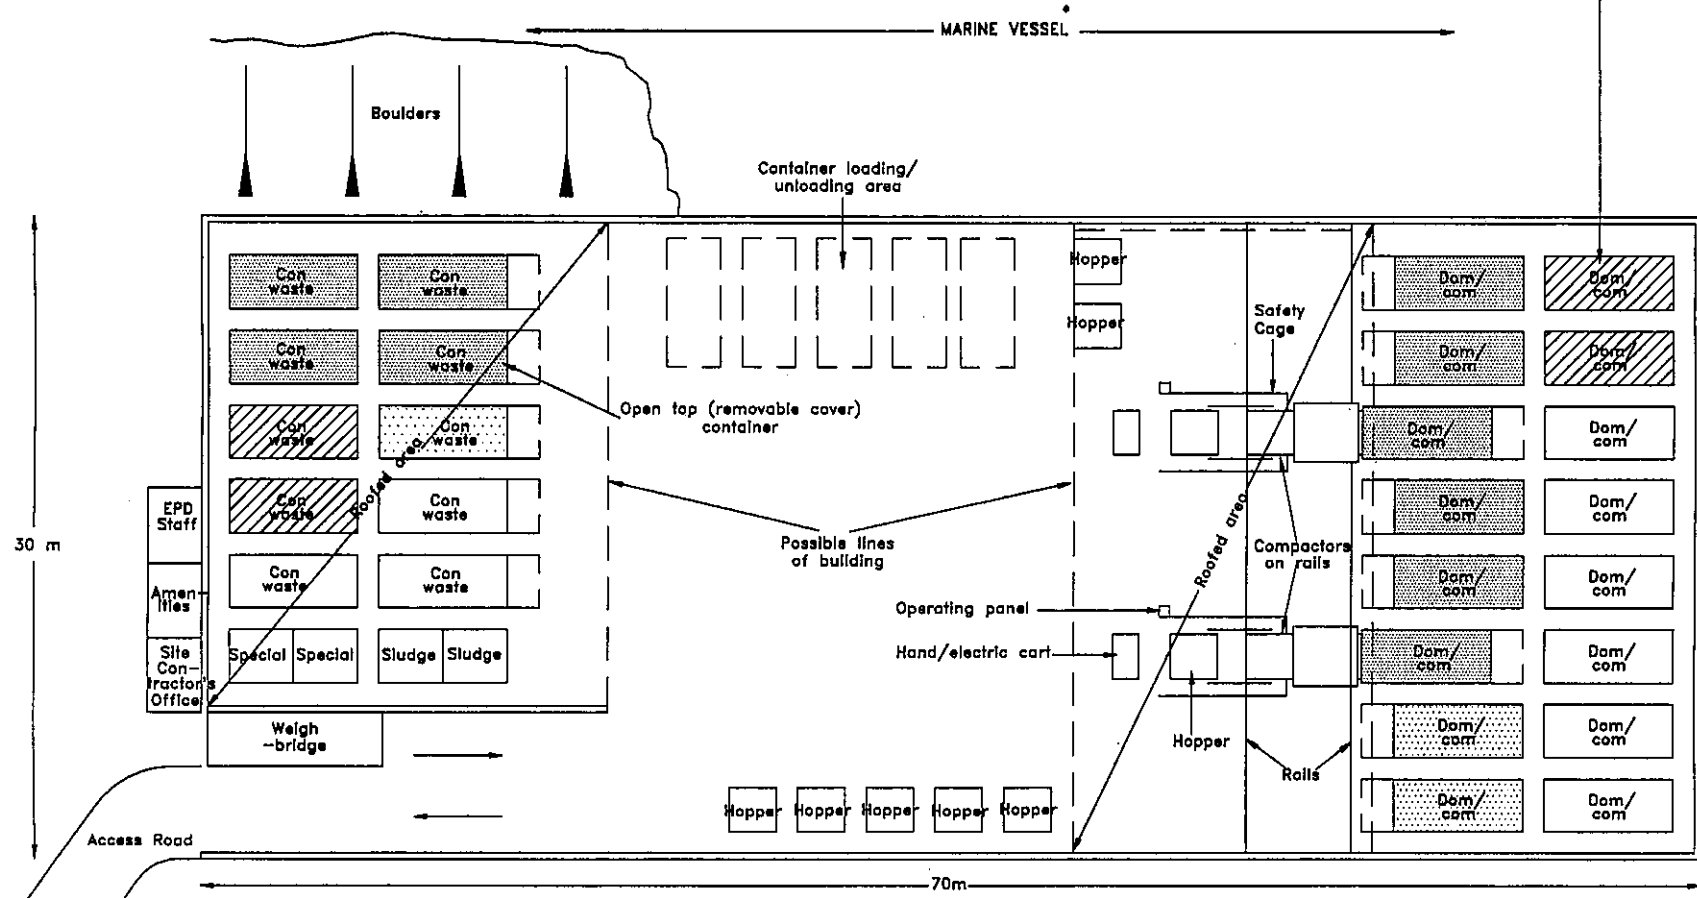 MARINE VESSEL
Boulders
Container loading/
unloading area
Con
waste
Con
waste
Hopper
Dom/
com
Dom/
com
Safety
Cage
Hopper
Con
waste
Con
waste
Dom/
com
Dom/
com
Open top (removable cover)
container
Con
waste
Con
waste
Roofed area
Dom/
com
Dom/
com
EPD
Staff
Con
waste
Con
waste
Roofed area
Dom/
com
Dom/
com
30 m
Possible lines
of building
Compactors
on rails
Amen-
ities
Con
waste
Con
waste
Dom/
com
Dom/
com
Operating panel
Site
Con-
tractor's
Office
Special
Special
Sludge
Sludge
Hand/electric cart
Dom/
com
Dom/
com
Weigh
-bridge
Hopper
Rails
Dom/
com
Dom/
com
Hopper
Hopper
Hopper
Hopper
Hopper
Dom/
com
Dom/
com
Access Road
70m